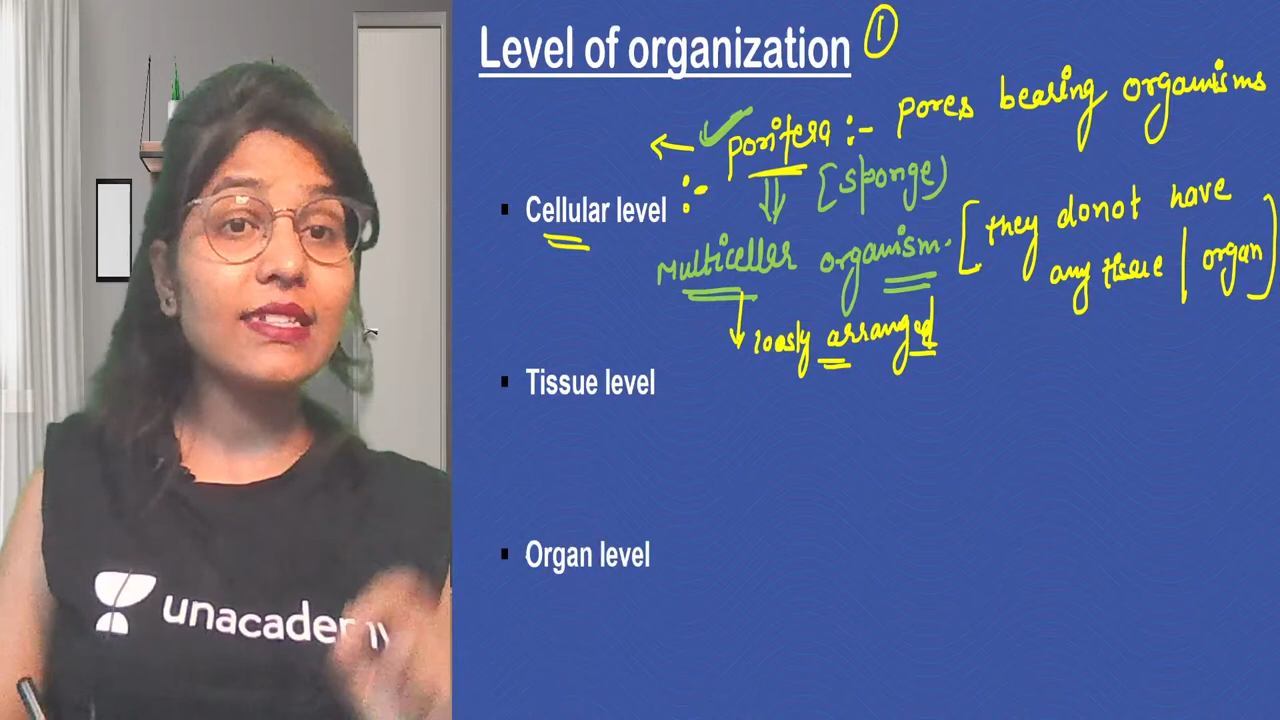 Level of organization ①
← porifera :- pores bearing organisms
(sponge)
▪ Cellular level :-
Multiceller organism. [they donot have
any tissue | organ]
loosly arranged
▪ Tissue level
▪ Organ level
unacademy